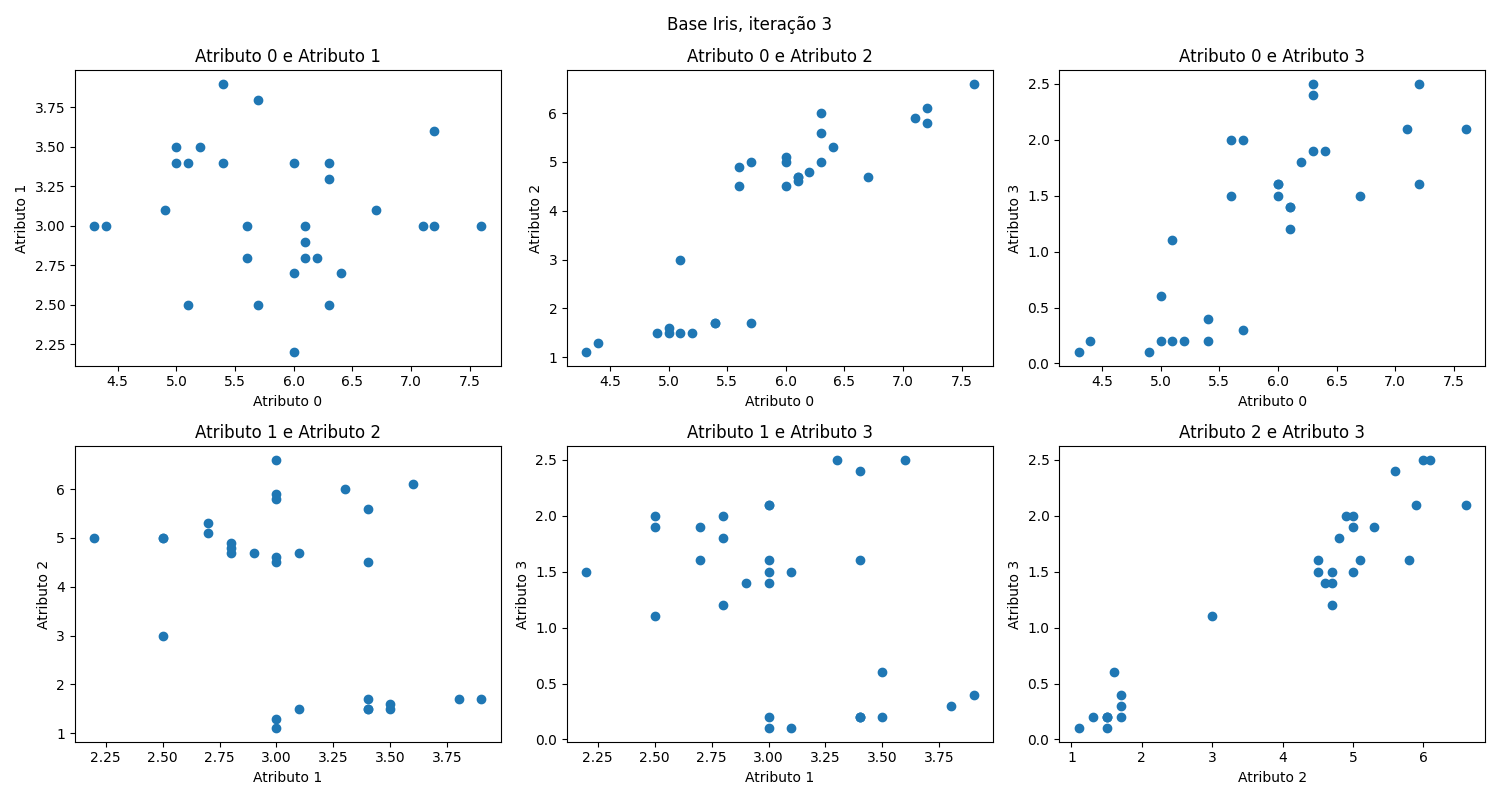 Base Iris, iteração 3
Atributo 0 e Atributo 1
3.75
3.50
3.25
3.00
2.75
2.50
2.25
Atributo 1
4.5 5.0 5.5 6.0 6.5 7.0 7.5
Atributo 0
Atributo 0 e Atributo 2
6
5
4
3
2
1
Atributo 2
4.5 5.0 5.5 6.0 6.5 7.0 7.5
Atributo 0
Atributo 0 e Atributo 3
2.5
2.0
1.5
1.0
0.5
0.0
Atributo 3
4.5 5.0 5.5 6.0 6.5 7.0 7.5
Atributo 0
Atributo 1 e Atributo 2
6
5
4
3
2
1
Atributo 2
2.25 2.50 2.75 3.00 3.25 3.50 3.75
Atributo 1
Atributo 1 e Atributo 3
2.5
2.0
1.5
1.0
0.5
0.0
Atributo 3
2.25 2.50 2.75 3.00 3.25 3.50 3.75
Atributo 1
Atributo 2 e Atributo 3
2.5
2.0
1.5
1.0
0.5
0.0
Atributo 3
1 2 3 4 5 6
Atributo 2